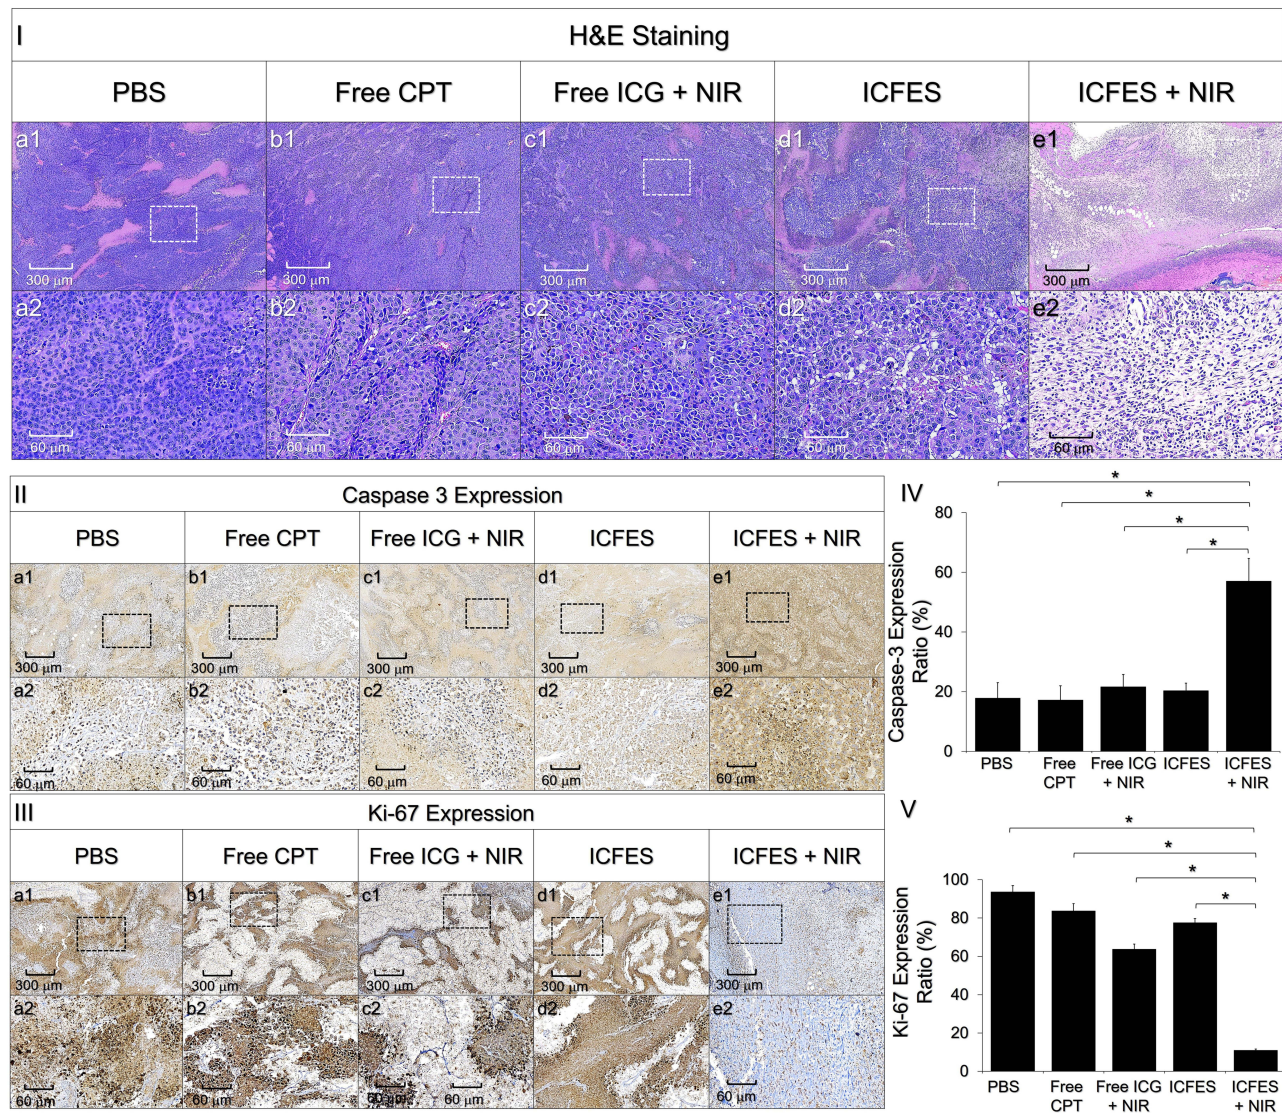 I
H&E Staining
PBS
Free CPT
Free ICG + NIR
ICFES
ICFES + NIR
a1
b1
c1
d1
e1
300 μm
300 μm
300 μm
300 μm
300 μm
a2
b2
c2
d2
e2
60 μm
60 μm
60 μm
60 μm
60 μm
II
Caspase 3 Expression
PBS
Free CPT
Free ICG + NIR
ICFES
ICFES + NIR
a1
b1
c1
d1
e1
300 μm
300 μm
300 μm
300 μm
300 μm
a2
b2
c2
d2
e2
60 μm
60 μm
60 μm
60 μm
60 μm
III
Ki-67 Expression
PBS
Free CPT
Free ICG + NIR
ICFES
ICFES + NIR
a1
b1
c1
d1
e1
300 μm
300 μm
300 μm
300 μm
300 μm
a2
b2
c2
d2
e2
60 μm
60 μm
60 μm
60 μm
60 μm
60 μm
IV
*
*
*
*
Caspase-3 Expression
Ratio (%)
80
60
40
20
0
PBS
Free
CPT
Free ICG
+ NIR
ICFES
ICFES
+ NIR
V
*
*
*
*
Ki-67 Expression
Ratio (%)
100
80
60
40
20
0
PBS
Free
CPT
Free ICG
+ NIR
ICFES
ICFES
+ NIR